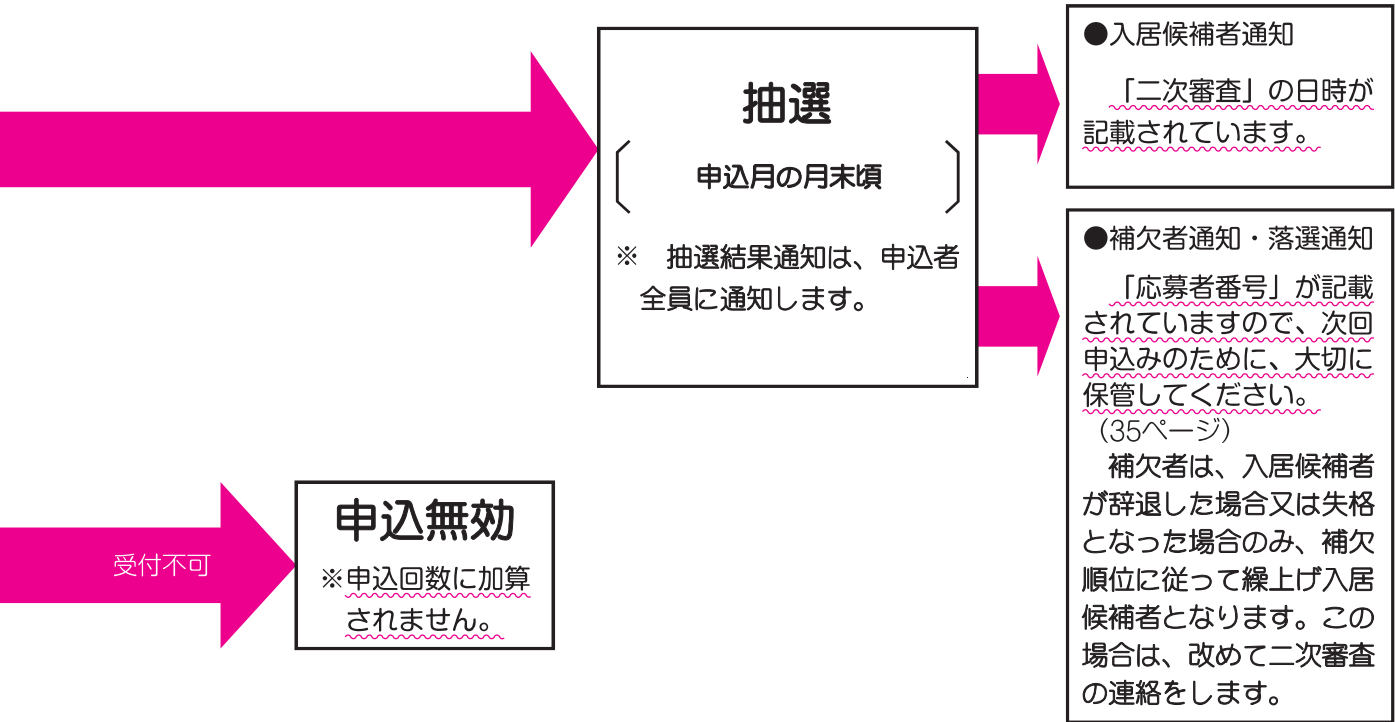 抽選
申込月の月末頃
※　抽選結果通知は、申込者
全員に通知します。
●入居候補者通知
「二次審査」の日時が
記載されています。
●補欠者通知・落選通知
「応募者番号」が記載
されていますので、次回
申込みのために、大切に
保管してください。
（35ページ）
補欠者は、入居候補者
が辞退した場合又は失格
となった場合のみ、補欠
順位に従って繰上げ入居
候補者となります。この
場合は、改めて二次審査
の連絡をします。
受付不可
申込無効
※申込回数に加算
されません。